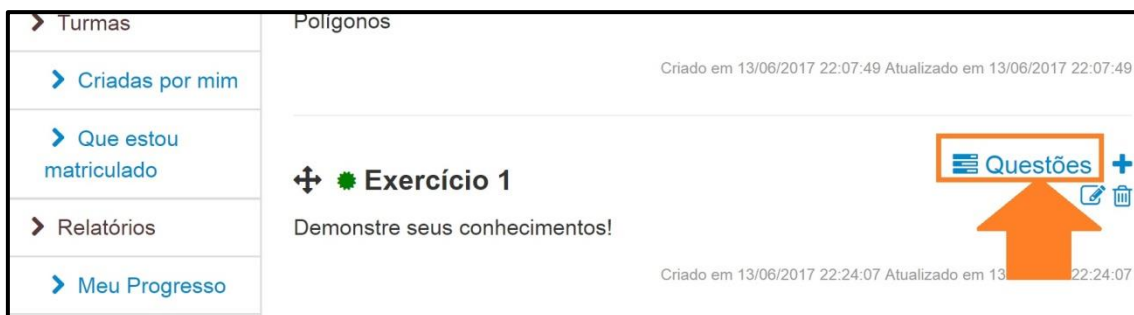 Turmas
Criadas por mim
Que estou
matriculado
Relatórios
Meu Progresso
Polígonos
Criado em 13/06/2017 22:07:49 Atualizado em 13/06/2017 22:07:49
Exercício 1
Questões
Demonstre seus conhecimentos!
Criado em 13/06/2017 22:24:07 Atualizado em 13 22:24:07